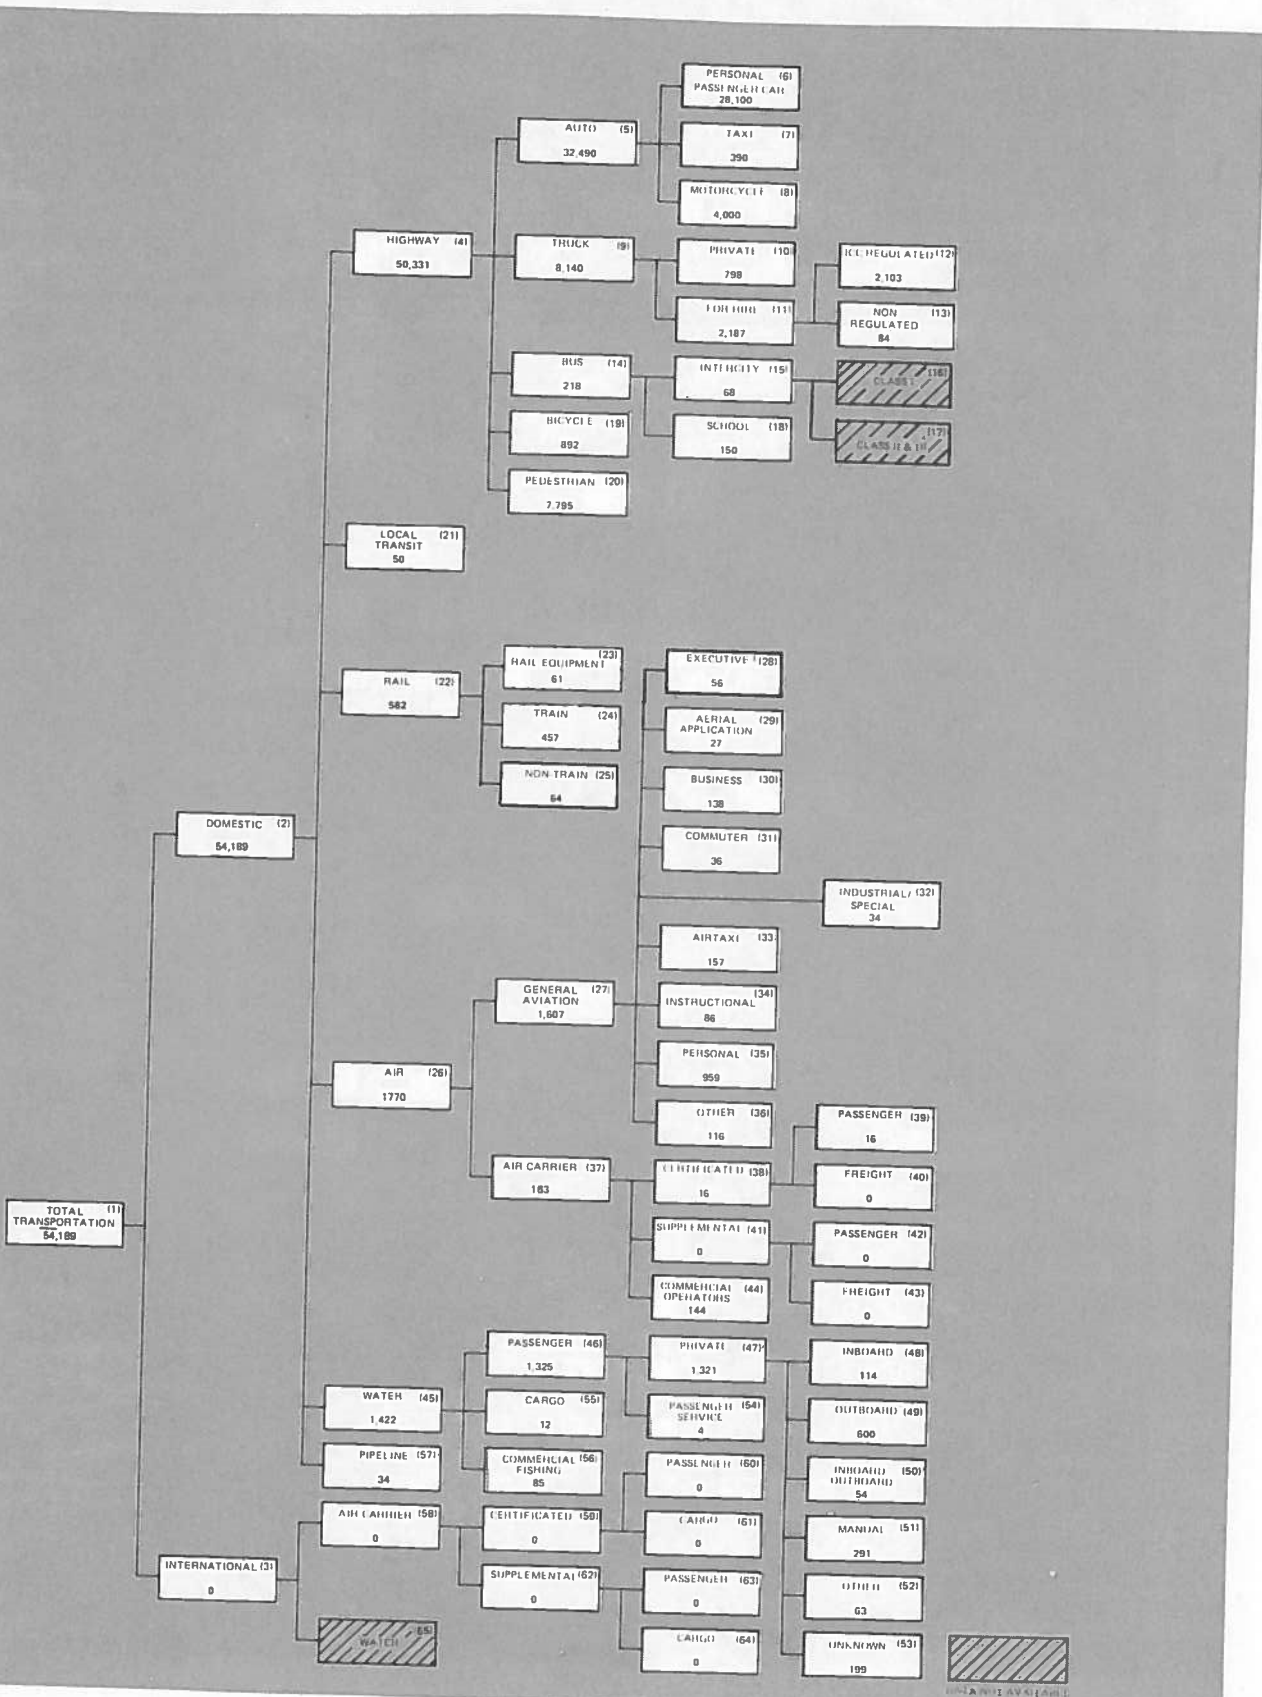 PERSONAL (6)
PASSENGER CAR
28,100
AUTO (5)
32,490
TAXI (7)
390
MOTORCYCLE (8)
4,000
HIGHWAY (4)
50,331
TRUCK (9)
8,140
PRIVATE (10)
798
ICC REGULATED (12)
2,103
FOR HIRE (11)
2,187
NON (13)
REGULATED
84
BUS (14)
218
INTERCITY (15)
68
CLASS I (16)
BICYCLE (19)
892
SCHOOL (18)
150
CLASS II & III (17)
PEDESTRIAN (20)
7,795
LOCAL (21)
TRANSIT
50
RAIL (22)
582
RAIL EQUIPMENT (23)
61
TRAIN (24)
457
NON-TRAIN (25)
64
EXECUTIVE (28)
56
AERIAL (29)
APPLICATION
27
BUSINESS (30)
138
COMMUTER (31)
36
INDUSTRIAL/ (32)
SPECIAL
34
DOMESTIC (2)
54,189
AIRTAXI (33)
157
GENERAL (27)
AVIATION
1,607
INSTRUCTIONAL (34)
86
PERSONAL (35)
959
AIR (26)
1770
OTHER (36)
116
PASSENGER (39)
16
AIR CARRIER (37)
163
CERTIFICATED (38)
16
FREIGHT (40)
0
TOTAL (1)
TRANSPORTATION
54,189
SUPPLEMENTAL (41)
0
PASSENGER (42)
0
COMMERCIAL (44)
OPERATORS
144
FREIGHT (43)
0
PASSENGER (46)
1,325
PRIVATE (47)
1,321
INBOARD (48)
114
WATER (45)
1,422
CARGO (55)
12
PASSENGER (54)
SERVICE
4
OUTBOARD (49)
600
PIPELINE (57)
34
COMMERCIAL (56)
FISHING
85
PASSENGER (60)
0
INBOARD (50)
OUTBOARD
54
AIR CARRIER (58)
0
CERTIFICATED (59)
0
CARGO (61)
0
MANUAL (51)
291
INTERNATIONAL (3)
0
SUPPLEMENTAL (62)
0
PASSENGER (63)
0
OTHER (52)
63
WATER (65)
CARGO (64)
0
UNKNOWN (53)
199